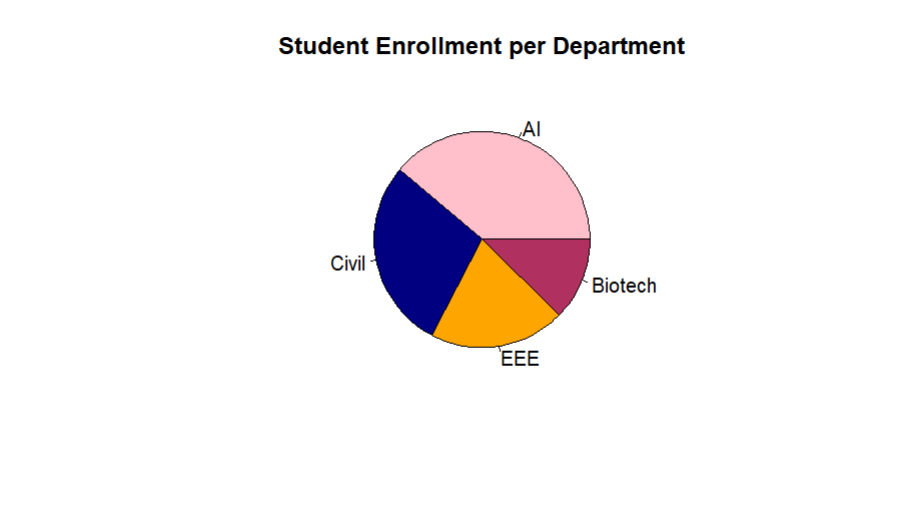 Student Enrollment per Department
AI
Civil
Biotech
EEE